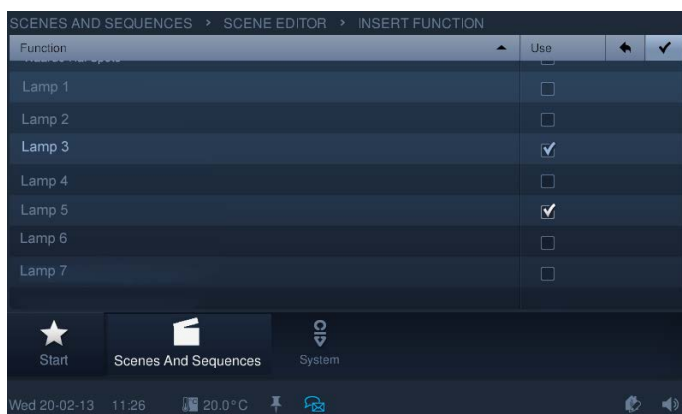 SCENES AND SEQUENCES > SCENE EDITOR > INSERT FUNCTION
Function Use
Lamp 1
Lamp 2
Lamp 3
Lamp 4
Lamp 5
Lamp 6
Lamp 7
Start Scenes And Sequences System
Wed 20-02-13 11:26 20.0°C